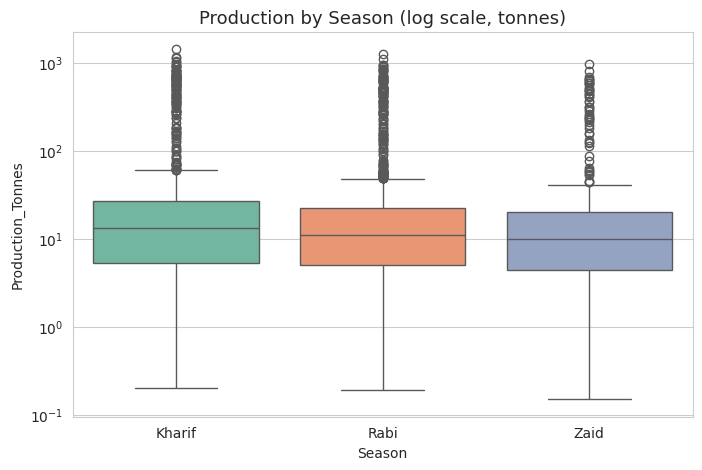 Production by Season (log scale, tonnes)
10³
10²
10¹
10⁰
10⁻¹
Production_Tonnes
Kharif
Rabi
Zaid
Season